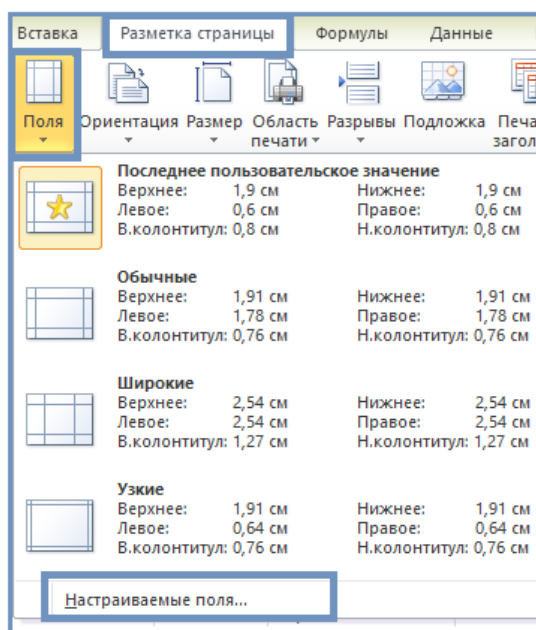 Вставка Разметка страницы Формулы Данные
Поля Ориентация Размер Область печати Разрывы Подложка
Последнее пользовательское значение
Верхнее: 1,9 см Нижнее: 1,9 см
Левое: 0,6 см Правое: 0,6 см
В.колонтитул: 0,8 см Н.колонтитул: 0,8 см
Обычные
Верхнее: 1,91 см Нижнее: 1,91 см
Левое: 1,78 см Правое: 1,78 см
В.колонтитул: 0,76 см Н.колонтитул: 0,76 см
Широкие
Верхнее: 2,54 см Нижнее: 2,54 см
Левое: 2,54 см Правое: 2,54 см
В.колонтитул: 1,27 см Н.колонтитул: 1,27 см
Узкие
Верхнее: 1,91 см Нижнее: 1,91 см
Левое: 0,64 см Правое: 0,64 см
В.колонтитул: 0,76 см Н.колонтитул: 0,76 см
Настраиваемые поля...